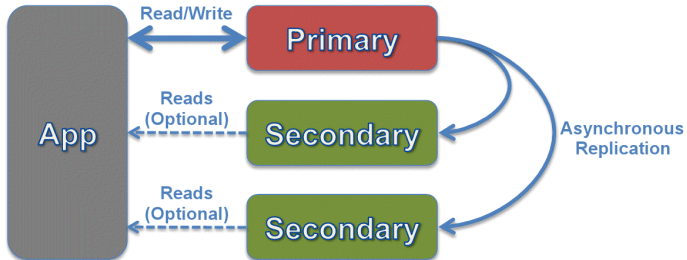 Read/Write
Primary
Reads
(Optional)
App
Secondary
Asynchronous
Replication
Reads
(Optional)
Secondary